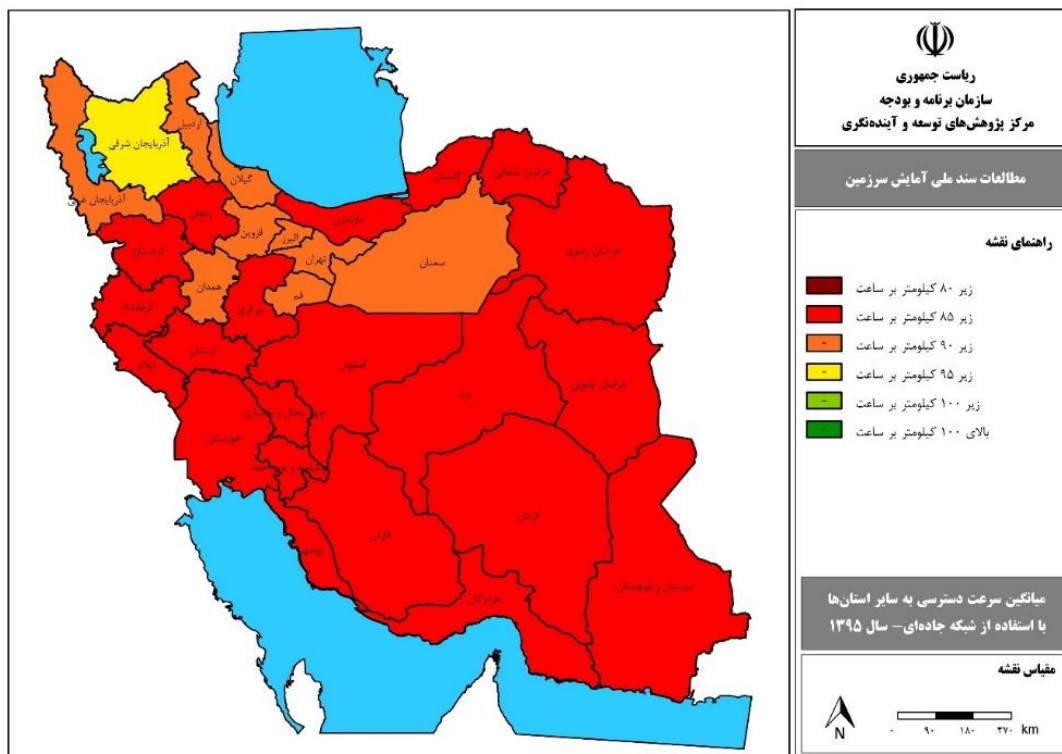 ریاست جمهوری
سازمان برنامه و بودجه
مرکز پژوهش‌های توسعه و آینده‌نگری
مطالعات سند ملی آمایش سرزمین
راهنمای نقشه
زیر ۸۰ کیلومتر بر ساعت
زیر ۸۵ کیلومتر بر ساعت
زیر ۹۰ کیلومتر بر ساعت
زیر ۹۵ کیلومتر بر ساعت
زیر ۱۰۰ کیلومتر بر ساعت
بالای ۱۰۰ کیلومتر بر ساعت
میانگین سرعت دسترسی به سایر استان‌ها
با استفاده از شبکه جاده‌ای- سال ۱۳۹۵
مقیاس نقشه
N
۰ ۹۰ ۱۸۰ ۲۷۰ km
اردبیل
آذربایجان شرقی
گیلان
آذربایجان غربی
خراسان شمالی
گلستان
مازندران
زنجان
قزوین
البرز
تهران
سمنان
خراسان رضوی
کردستان
همدان
قم
مرکزی
کرمانشاه
لرستان
ایلام
اصفهان
یزد
خراسان جنوبی
چهارمحال و بختیاری
خوزستان
فارس
کرمان
بوشهر
هرمزگان
سیستان و بلوچستان